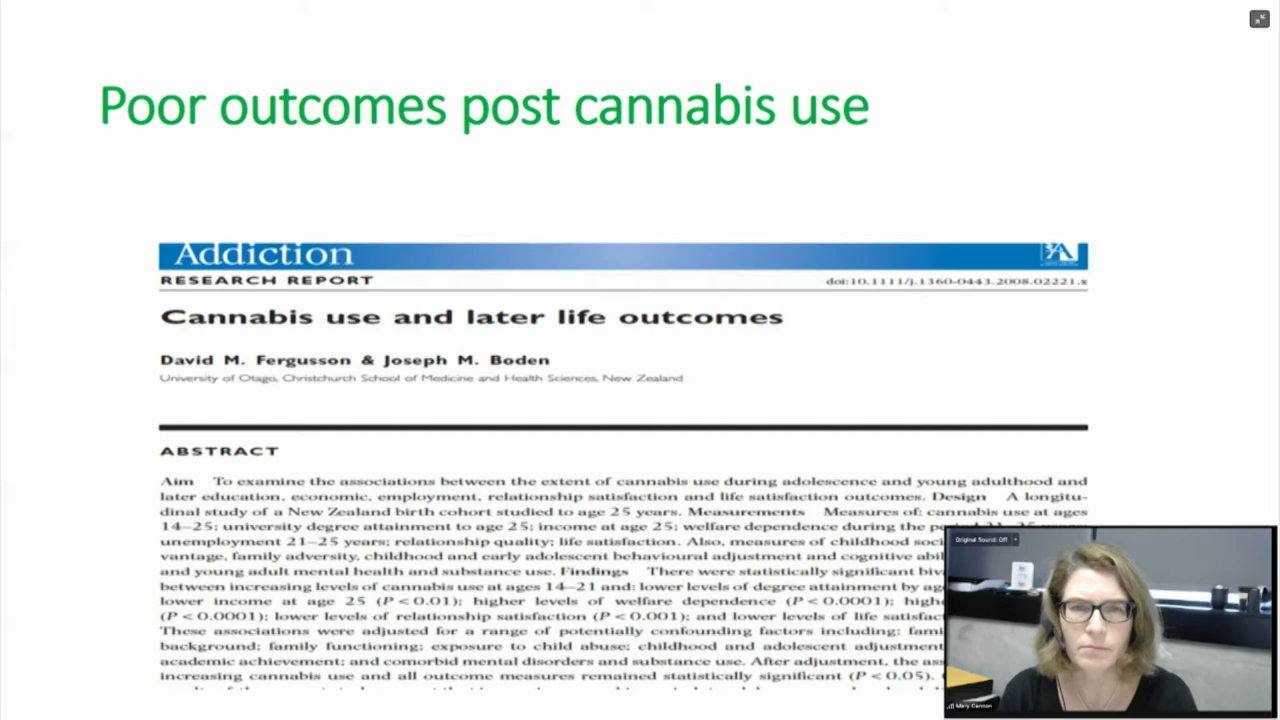 Poor outcomes post cannabis use
Addiction
RESEARCH REPORT
doi:10.1111/j.1360-0443.2008.02221.x
Cannabis use and later life outcomes
David M. Fergusson & Joseph M. Boden
University of Otago, Christchurch School of Medicine and Health Sciences, New Zealand
ABSTRACT
Aim To examine the associations between the extent of cannabis use during adolescence and young adulthood and
later education, economic, employment, relationship satisfaction and life satisfaction outcomes. Design A longitu-
dinal study of a New Zealand birth cohort studied to age 25 years. Measurements Measures of: cannabis use at ages
14–25; university degree attainment to age 25; income at age 25; welfare dependence during the
unemployment 21–25 years; relationship quality; life satisfaction. Also, measures of childhood
vantage, family adversity, childhood and early adolescent behavioural adjustment and cognitive
and young adult mental health and substance use. Findings There were statistically significant
between increasing levels of cannabis use at ages 14–21 and: lower levels of degree attainment by
lower income at age 25 (P < 0.01); higher levels of welfare dependence (P < 0.0001);
(P < 0.0001); lower levels of relationship satisfaction (P < 0.001); and lower levels of life
These associations were adjusted for a range of potentially confounding factors including:
background; family functioning; exposure to child abuse; childhood and adolescent adjustment
academic achievement; and comorbid mental disorders and substance use. After adjustment, the
increasing cannabis use and all outcome measures remained statistically significant (P < 0.05).
Original Sound: Off